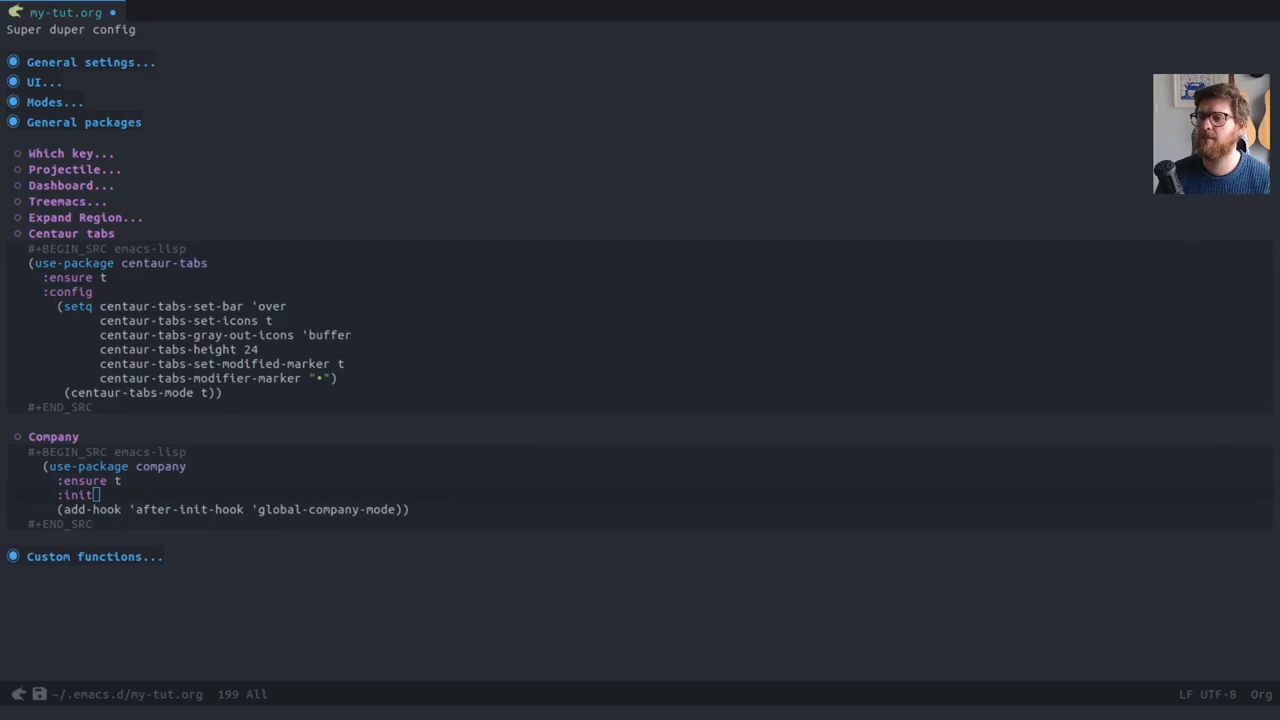 my-tut.org •
Super duper config
General setings...
UI...
Modes...
General packages
Which key...
Projectile...
Dashboard...
Treemacs...
Expand Region...
Centaur tabs
#+BEGIN_SRC emacs-lisp
(use-package centaur-tabs
:ensure t
:config
(setq centaur-tabs-set-bar 'over
centaur-tabs-set-icons t
centaur-tabs-gray-out-icons 'buffer
centaur-tabs-height 24
centaur-tabs-set-modified-marker t
centaur-tabs-modifier-marker "•")
(centaur-tabs-mode t))
#+END_SRC
Company
#+BEGIN_SRC emacs-lisp
(use-package company
:ensure t
:init
(add-hook 'after-init-hook 'global-company-mode))
#+END_SRC
Custom functions...
~/.emacs.d/my-tut.org 199 All LF UTF-8 Org